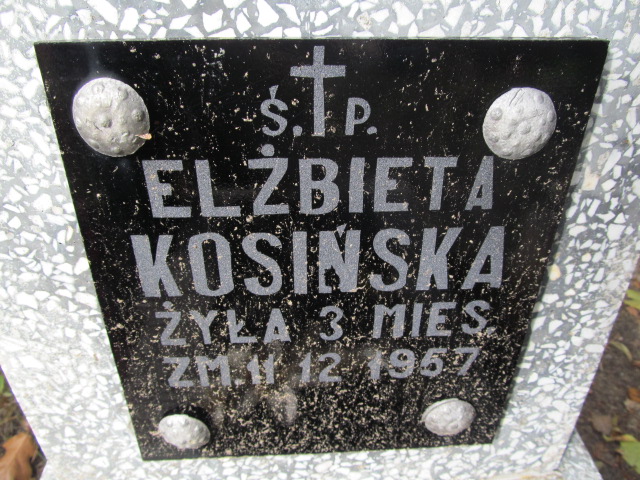 Ś. P.
ELŻBIETA
KOSIŃSKA
ŻYŁA 3 MIES.
ZM. 11 12 1957